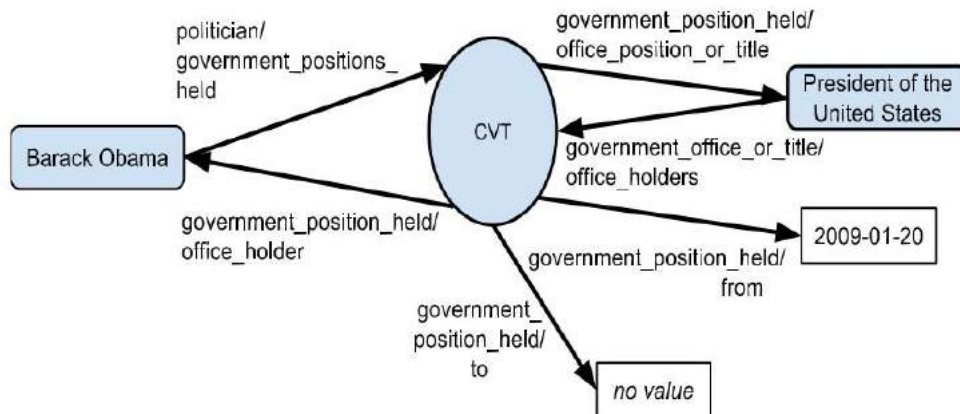 politician/
government_positions_
held
government_position_held/
office_position_or_title
President of the
United States
CVT
Barack Obama
government_office_or_title/
office_holders
government_position_held/
office_holder
2009-01-20
government_position_held/
from
government_
position_held/
to
no value